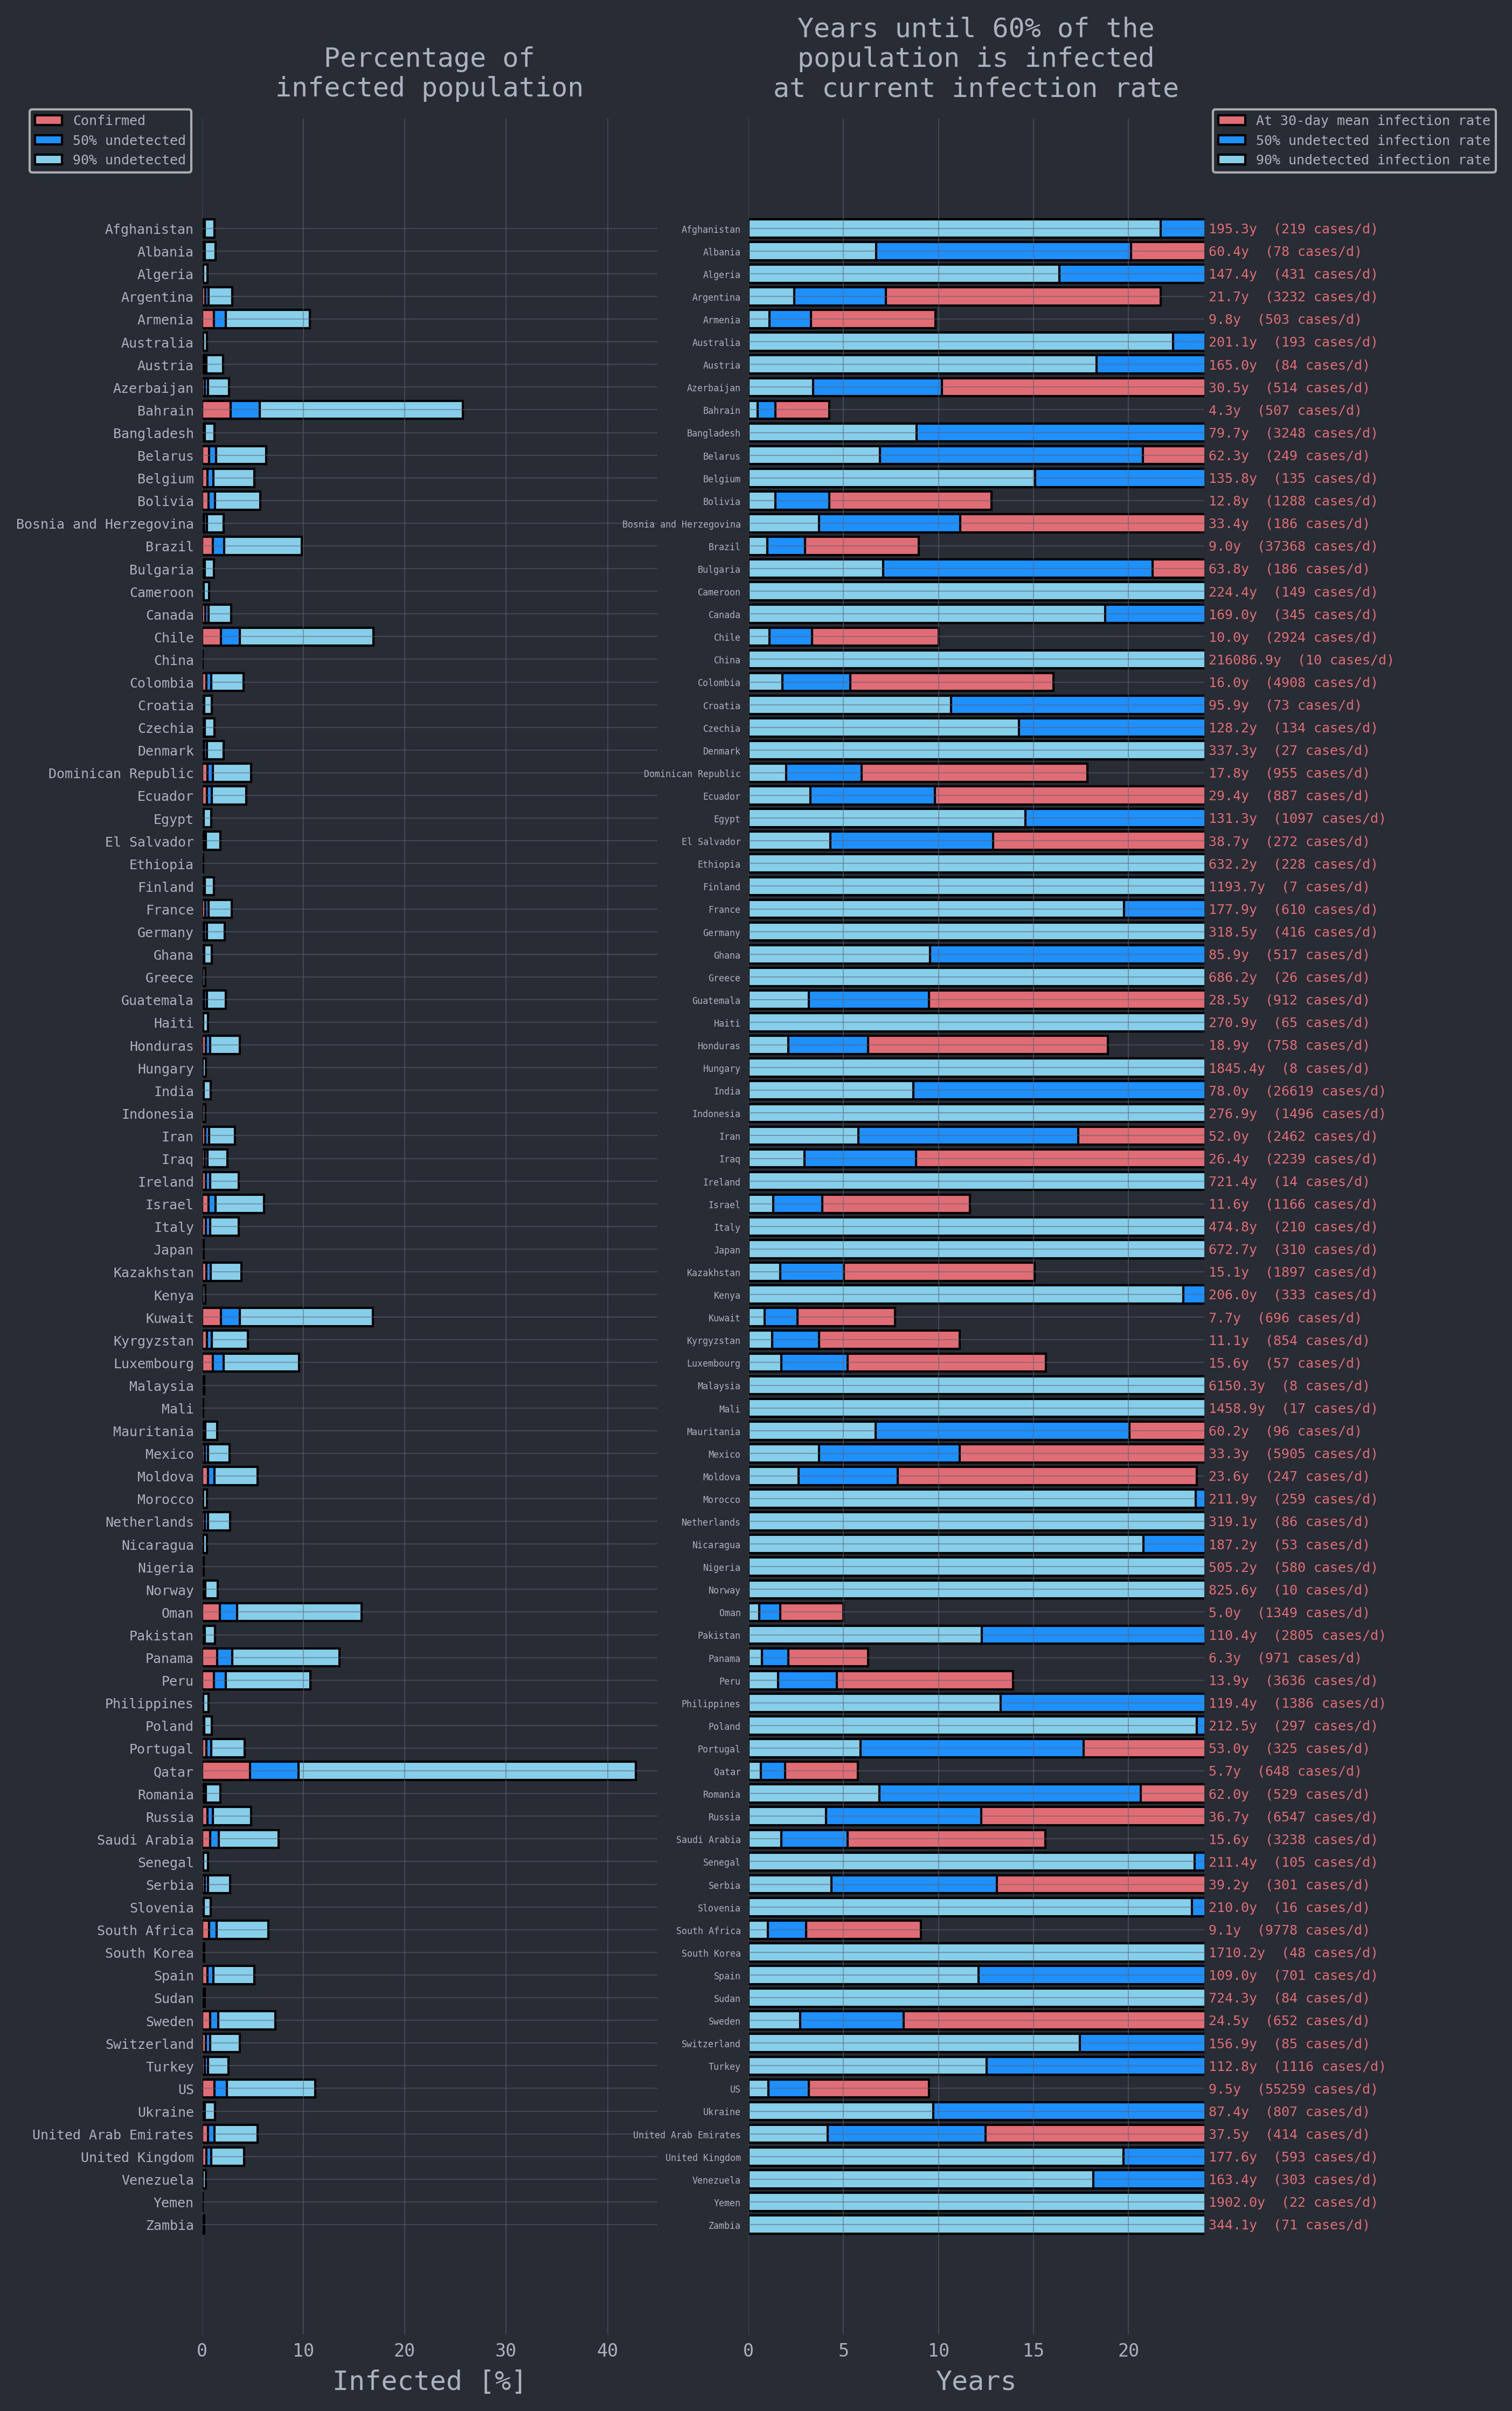 Percentage of
infected population
Years until 60% of the
population is infected
at current infection rate
Confirmed
50% undetected
90% undetected
At 30-day mean infection rate
50% undetected infection rate
90% undetected infection rate
Afghanistan Afghanistan 195.3y (219 cases/d)
Albania Albania 60.4y (78 cases/d)
Algeria Algeria 147.4y (431 cases/d)
Argentina Argentina 21.7y (3232 cases/d)
Armenia Armenia 9.8y (503 cases/d)
Australia Australia 201.1y (193 cases/d)
Austria Austria 165.0y (84 cases/d)
Azerbaijan Azerbaijan 30.5y (514 cases/d)
Bahrain Bahrain 4.3y (507 cases/d)
Bangladesh Bangladesh 79.7y (3248 cases/d)
Belarus Belarus 62.3y (249 cases/d)
Belgium Belgium 135.8y (135 cases/d)
Bolivia Bolivia 12.8y (1288 cases/d)
Bosnia and Herzegovina Bosnia and Herzegovina 33.4y (186 cases/d)
Brazil Brazil 9.0y (37368 cases/d)
Bulgaria Bulgaria 63.8y (186 cases/d)
Cameroon Cameroon 224.4y (149 cases/d)
Canada Canada 169.0y (345 cases/d)
Chile Chile 10.0y (2924 cases/d)
China China 216086.9y (10 cases/d)
Colombia Colombia 16.0y (4908 cases/d)
Croatia Croatia 95.9y (73 cases/d)
Czechia Czechia 128.2y (134 cases/d)
Denmark Denmark 337.3y (27 cases/d)
Dominican Republic Dominican Republic 17.8y (955 cases/d)
Ecuador Ecuador 29.4y (887 cases/d)
Egypt Egypt 131.3y (1097 cases/d)
El Salvador El Salvador 38.7y (272 cases/d)
Ethiopia Ethiopia 632.2y (228 cases/d)
Finland Finland 1193.7y (7 cases/d)
France France 177.9y (610 cases/d)
Germany Germany 318.5y (416 cases/d)
Ghana Ghana 85.9y (517 cases/d)
Greece Greece 686.2y (26 cases/d)
Guatemala Guatemala 28.5y (912 cases/d)
Haiti Haiti 270.9y (65 cases/d)
Honduras Honduras 18.9y (758 cases/d)
Hungary Hungary 1845.4y (8 cases/d)
India India 78.0y (26619 cases/d)
Indonesia Indonesia 276.9y (1496 cases/d)
Iran Iran 52.0y (2462 cases/d)
Iraq Iraq 26.4y (2239 cases/d)
Ireland Ireland 721.4y (14 cases/d)
Israel Israel 11.6y (1166 cases/d)
Italy Italy 474.8y (210 cases/d)
Japan Japan 672.7y (310 cases/d)
Kazakhstan Kazakhstan 15.1y (1897 cases/d)
Kenya Kenya 206.0y (333 cases/d)
Kuwait Kuwait 7.7y (696 cases/d)
Kyrgyzstan Kyrgyzstan 11.1y (854 cases/d)
Luxembourg Luxembourg 15.6y (57 cases/d)
Malaysia Malaysia 6150.3y (8 cases/d)
Mali Mali 1458.9y (17 cases/d)
Mauritania Mauritania 60.2y (96 cases/d)
Mexico Mexico 33.3y (5905 cases/d)
Moldova Moldova 23.6y (247 cases/d)
Morocco Morocco 211.9y (259 cases/d)
Netherlands Netherlands 319.1y (86 cases/d)
Nicaragua Nicaragua 187.2y (53 cases/d)
Nigeria Nigeria 505.2y (580 cases/d)
Norway Norway 825.6y (10 cases/d)
Oman Oman 5.0y (1349 cases/d)
Pakistan Pakistan 110.4y (2805 cases/d)
Panama Panama 6.3y (971 cases/d)
Peru Peru 13.9y (3636 cases/d)
Philippines Philippines 119.4y (1386 cases/d)
Poland Poland 212.5y (297 cases/d)
Portugal Portugal 53.0y (325 cases/d)
Qatar Qatar 5.7y (648 cases/d)
Romania Romania 62.0y (529 cases/d)
Russia Russia 36.7y (6547 cases/d)
Saudi Arabia Saudi Arabia 15.6y (3238 cases/d)
Senegal Senegal 211.4y (105 cases/d)
Serbia Serbia 39.2y (301 cases/d)
Slovenia Slovenia 210.0y (16 cases/d)
South Africa South Africa 9.1y (9778 cases/d)
South Korea South Korea 1710.2y (48 cases/d)
Spain Spain 109.0y (701 cases/d)
Sudan Sudan 724.3y (84 cases/d)
Sweden Sweden 24.5y (652 cases/d)
Switzerland Switzerland 156.9y (85 cases/d)
Turkey Turkey 112.8y (1116 cases/d)
US US 9.5y (55259 cases/d)
Ukraine Ukraine 87.4y (807 cases/d)
United Arab Emirates United Arab Emirates 37.5y (414 cases/d)
United Kingdom United Kingdom 177.6y (593 cases/d)
Venezuela Venezuela 163.4y (303 cases/d)
Yemen Yemen 1902.0y (22 cases/d)
Zambia Zambia 344.1y (71 cases/d)
0 10 20 30 40 0 5 10 15 20
Infected [%] Years